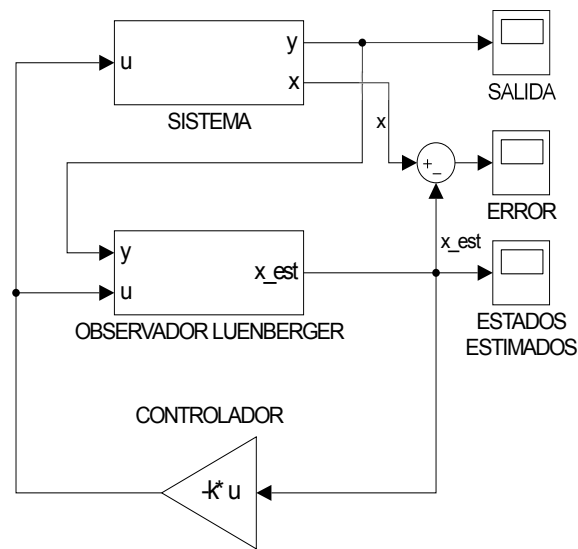 y
u
x
SALIDA
SISTEMA
x
+
-
ERROR
y
x_est
x_est
u
OBSERVADOR LUENBERGER
ESTADOS
ESTIMADOS
CONTROLADOR
-k* u